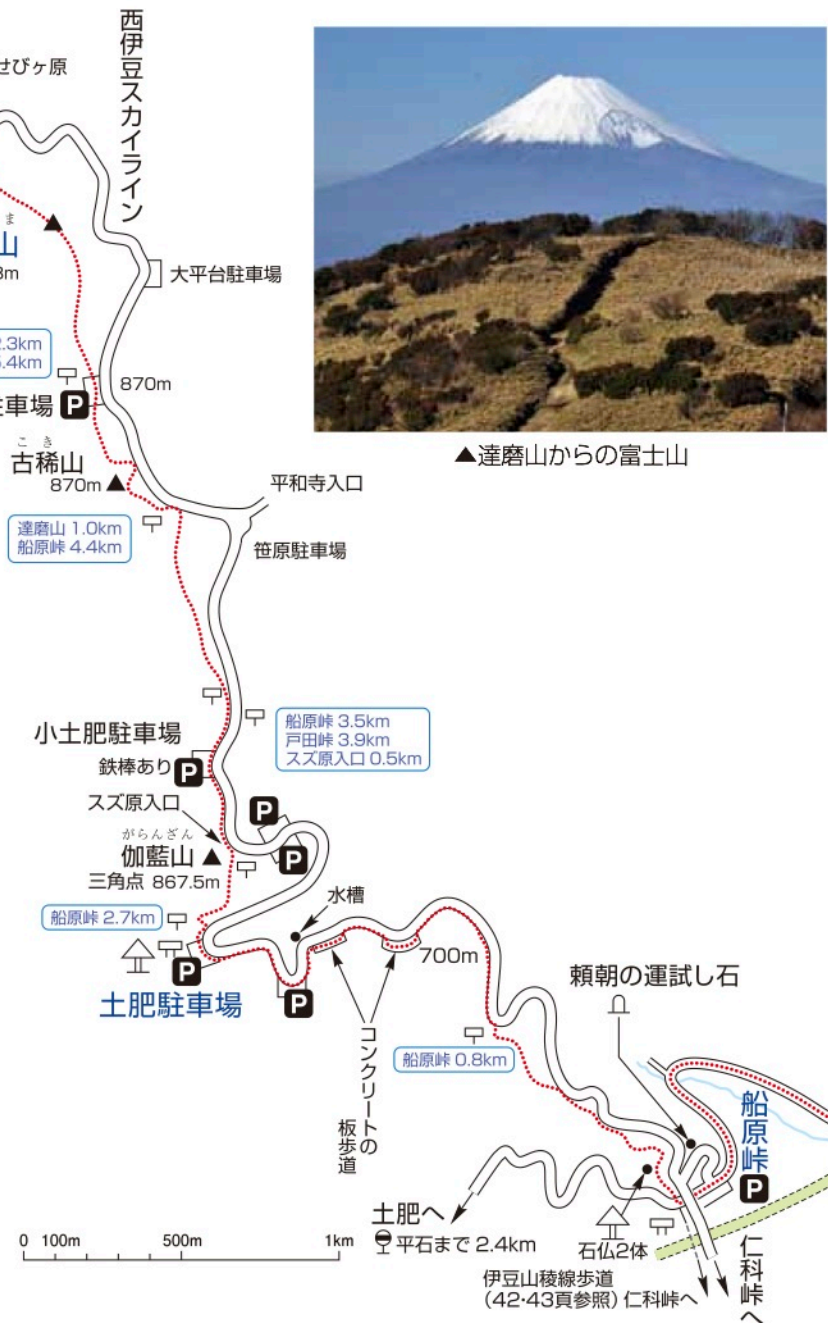 せびヶ原
西伊豆スカイライン
ま
山
3m
大平台駐車場
2.3km
5.4km
870m
車場 P
こき
古稀山
870m
▲達磨山からの富士山
平和寺入口
達磨山 1.0km
船原峠 4.4km
笹原駐車場
船原峠 3.5km
戸田峠 3.9km
スズ原入口 0.5km
小土肥駐車場
鉄棒あり P
スズ原入口
P
P
がらんざん
伽藍山
三角点 867.5m
水槽
船原峠 2.7km
P
土肥駐車場
P
700m
コンクリートの
板歩道
頼朝の運試し石
船原峠 0.8km
船原峠
P
土肥へ
平石まで 2.4km
石仏2体
伊豆山稜線歩道
(42・43頁参照) 仁科峠へ
仁科峠へ
0 100m 500m 1km